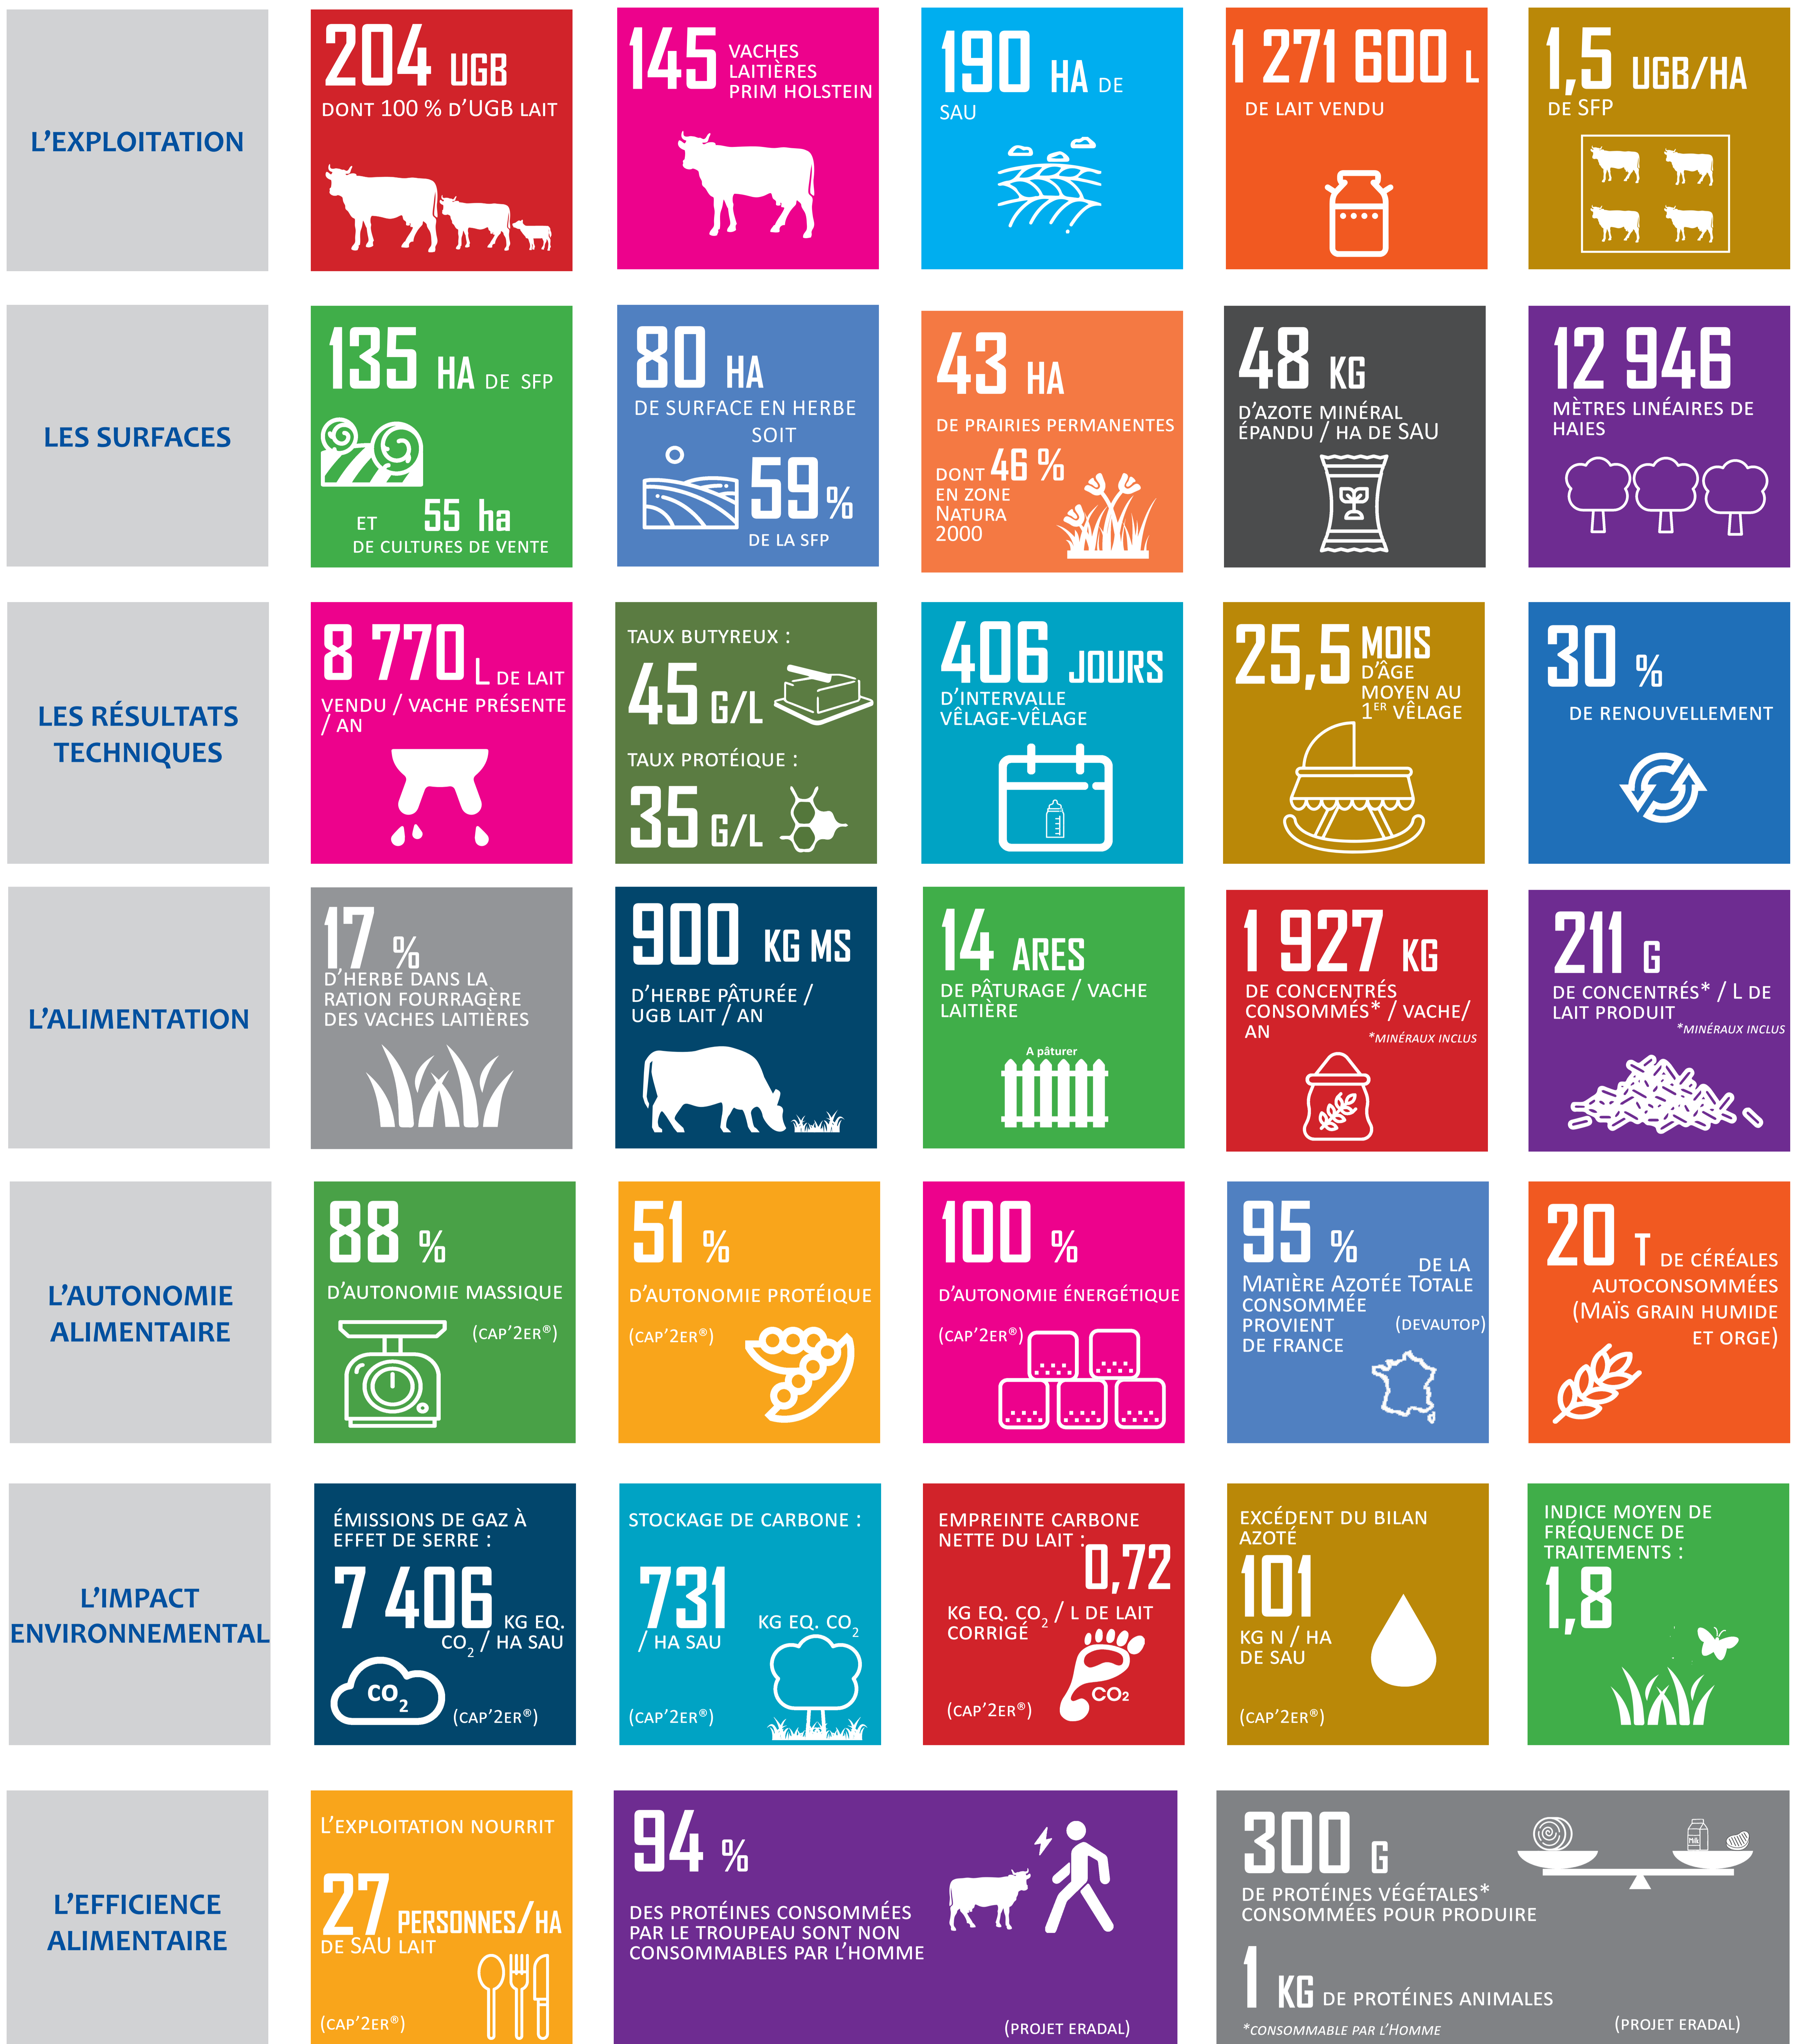 L'EXPLOITATION
204 UGB
DONT 100 % D'UGB LAIT
145 VACHES
LAITIÈRES
PRIM HOLSTEIN
190 HA DE
SAU
1 271 600 L
DE LAIT VENDU
1,5 UGB/HA
DE SFP
LES SURFACES
135 HA DE SFP
ET 55 ha
DE CULTURES DE VENTE
80 HA
DE SURFACE EN HERBE
SOIT
59 %
DE LA SFP
43 HA
DE PRAIRIES PERMANENTES
DONT 46 %
EN ZONE
NATURA
2000
48 KG
D'AZOTE MINÉRAL
ÉPANDU / HA DE SAU
12 946
MÈTRES LINÉAIRES DE
HAIES
LES RÉSULTATS
TECHNIQUES
8 770 L DE LAIT
VENDU / VACHE PRÉSENTE
/ AN
TAUX BUTYREUX :
45 G/L
TAUX PROTÉIQUE :
35 G/L
406 JOURS
D'INTERVALLE
VÊLAGE-VÊLAGE
25,5 MOIS
D'ÂGE
MOYEN AU
1ER VÊLAGE
30 %
DE RENOUVELLEMENT
L'ALIMENTATION
17 %
D'HERBE DANS LA
RATION FOURRAGÈRE
DES VACHES LAITIÈRES
900 KG MS
D'HERBE PÂTURÉE /
UGB LAIT / AN
14 ARES
DE PÂTURAGE / VACHE
LAITIÈRE
A pâturer
1 927 KG
DE CONCENTRÉS
CONSOMMÉS* / VACHE/
AN
*MINÉRAUX INCLUS
211 G
DE CONCENTRÉS* / L DE
LAIT PRODUIT
*MINÉRAUX INCLUS
L'AUTONOMIE
ALIMENTAIRE
88 %
D'AUTONOMIE MASSIQUE
(CAP'2ER®)
51 %
D'AUTONOMIE PROTÉIQUE
(CAP'2ER®)
100 %
D'AUTONOMIE ÉNERGÉTIQUE
(CAP'2ER®)
95 % DE LA
MATIÈRE AZOTÉE TOTALE
CONSOMMÉE
PROVIENT (DEVAUTOP)
DE FRANCE
20 T DE CÉRÉALES
AUTOCONSOMMÉES
(MAÏS GRAIN HUMIDE
ET ORGE)
L'IMPACT
ENVIRONNEMENTAL
ÉMISSIONS DE GAZ À
EFFET DE SERRE :
7 406 KG EQ.
CO2 / HA SAU
CO2
(CAP'2ER®)
STOCKAGE DE CARBONE :
731 KG EQ. CO2
/ HA SAU
(CAP'2ER®)
EMPREINTE CARBONE
NETTE DU LAIT :
0,72
KG EQ. CO2 / L DE LAIT
CORRIGÉ
CO2
(CAP'2ER®)
EXCÉDENT DU BILAN
AZOTÉ
101
KG N / HA
DE SAU
(CAP'2ER®)
INDICE MOYEN DE
FRÉQUENCE DE
TRAITEMENTS :
1,8
L'EFFICIENCE
ALIMENTAIRE
L'EXPLOITATION NOURRIT
27 PERSONNES/HA
DE SAU LAIT
(CAP'2ER®)
94 %
DES PROTÉINES CONSOMMÉES
PAR LE TROUPEAU SONT NON
CONSOMMABLES PAR L'HOMME
(PROJET ERADAL)
300 G
DE PROTÉINES VÉGÉTALES*
CONSOMMÉES POUR PRODUIRE
Milk
1 KG DE PROTÉINES ANIMALES
*CONSOMMABLE PAR L'HOMME
(PROJET ERADAL)